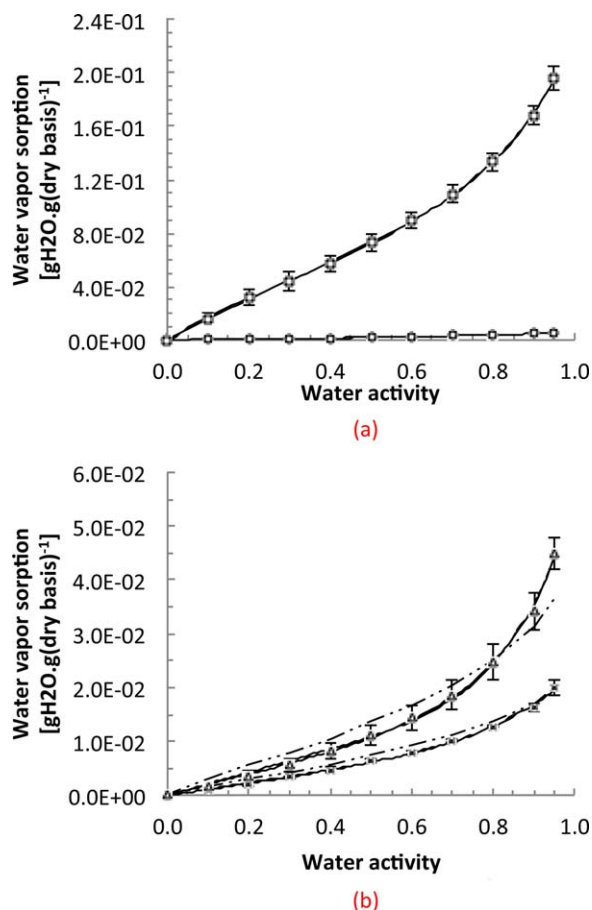 2.4E-01
2.0E-01
1.6E-01
1.2E-01
8.0E-02
4.0E-02
0.0E+00
Water vapor sorption
[gH2O.g(dry basis)-1]
0.0 0.2 0.4 0.6 0.8 1.0
Water activity
(a)
6.0E-02
5.0E-02
4.0E-02
3.0E-02
2.0E-02
1.0E-02
0.0E+00
Water vapor sorption
[gH2O.g(dry basis)-1]
0.0 0.2 0.4 0.6 0.8 1.0
Water activity
(b)